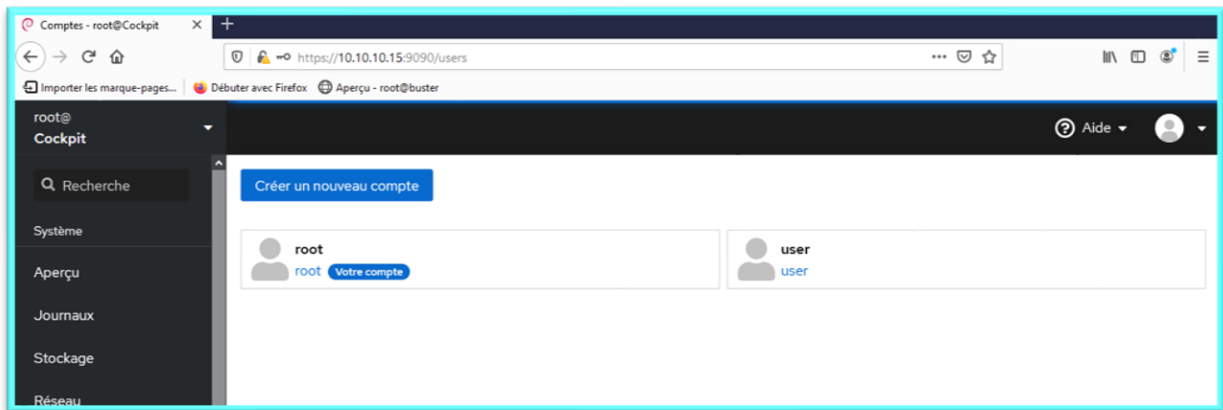 Comptes - root@Cockpit
https://10.10.10.15:9090/users
Importer les marque-pages... Débuter avec Firefox Aperçu - root@buster
root@
Cockpit
Aide
Recherche
Créer un nouveau compte
Système
root
root Votre compte
user
user
Aperçu
Journaux
Stockage
Réseau